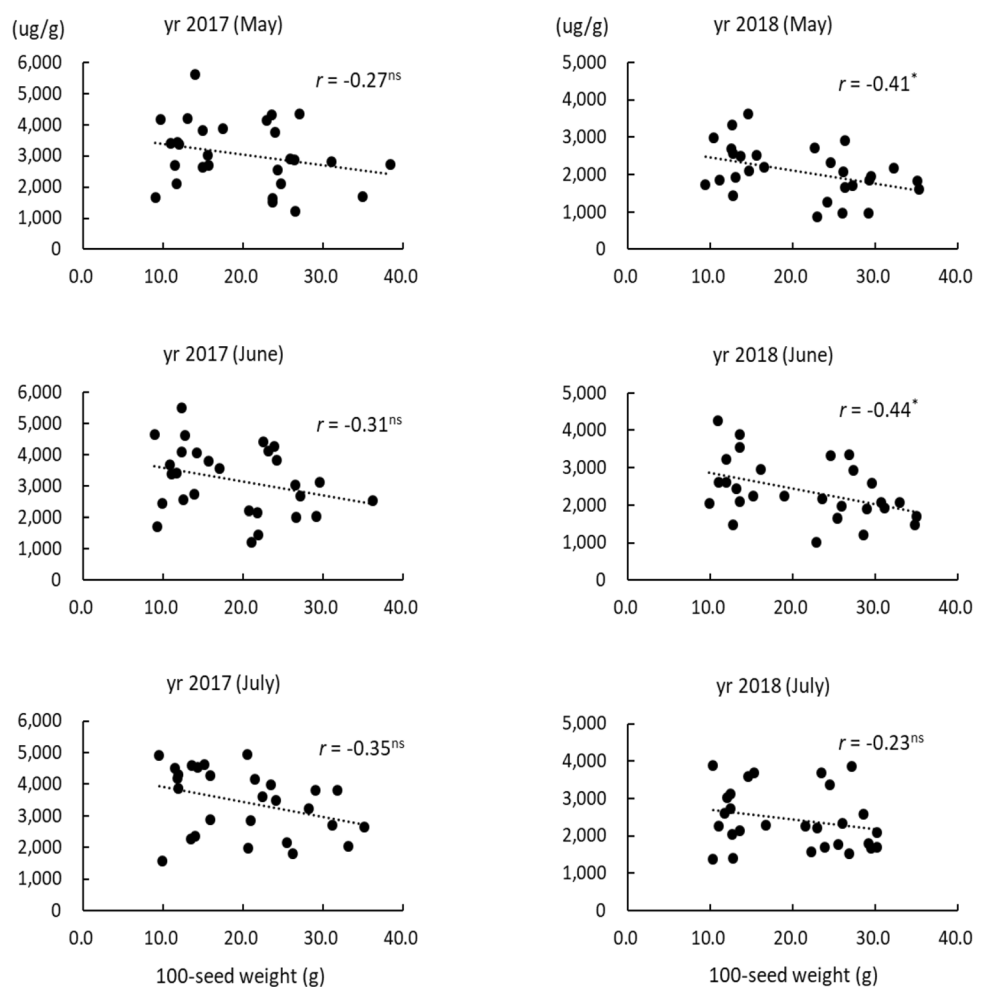 yr 2017 (May)
(ug/g)
r = -0.27ns
6,000
5,000
4,000
3,000
2,000
1,000
0
0.0 10.0 20.0 30.0 40.0
yr 2018 (May)
(ug/g)
r = -0.41*
5,000
4,000
3,000
2,000
1,000
0
0.0 10.0 20.0 30.0 40.0
yr 2017 (June)
r = -0.31ns
6,000
5,000
4,000
3,000
2,000
1,000
0
0.0 10.0 20.0 30.0 40.0
yr 2018 (June)
r = -0.44*
5,000
4,000
3,000
2,000
1,000
0
0.0 10.0 20.0 30.0 40.0
yr 2017 (July)
r = -0.35ns
6,000
5,000
4,000
3,000
2,000
1,000
0
0.0 10.0 20.0 30.0 40.0
100-seed weight (g)
yr 2018 (July)
r = -0.23ns
5,000
4,000
3,000
2,000
1,000
0
0.0 10.0 20.0 30.0 40.0
100-seed weight (g)